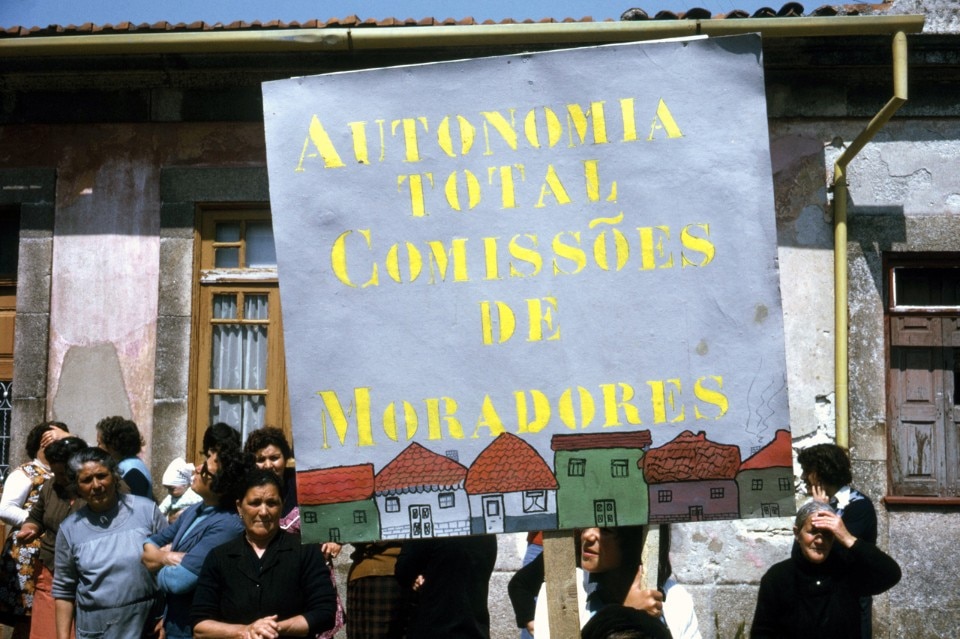 AUTONOMIA
TOTAL
COMISSÕES
DE
MORADORES